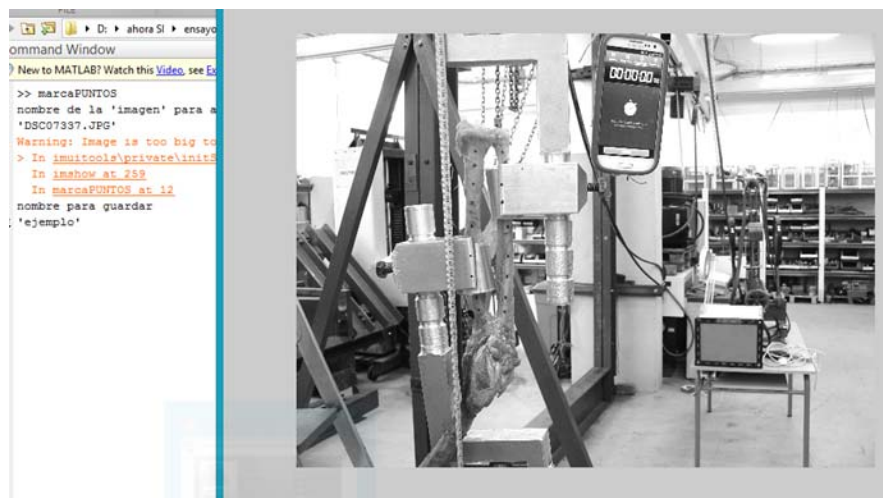 D: ▸ ahora SI ▸ ensayo
ommand Window
New to MATLAB? Watch this Video, see Ex
>> marcaPUNTOS
nombre de la 'imagen' para a
'DSC07337.JPG'
Warning: Image is too big to
> In imuitools\private\initS
In imshow at 259
In marcaPUNTOS at 12
nombre para guardar
'ejemplo'
00:00:00